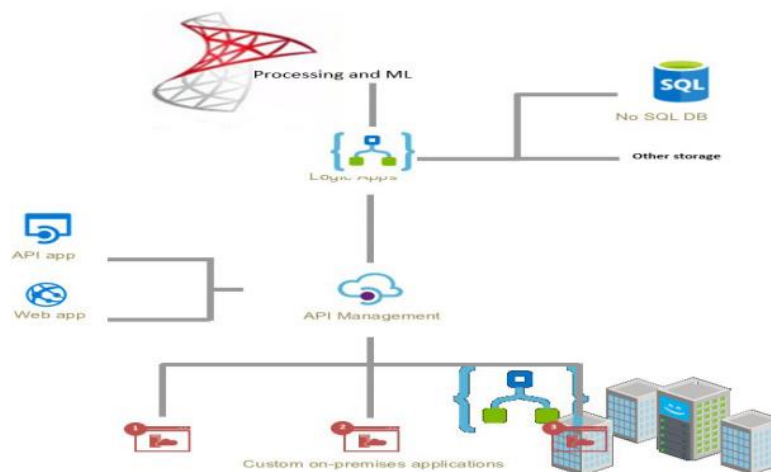 Processing and ML
SQL
No SQL DB
Other storage
Logic Apps
API app
Web app
API Management
1
2
3
Custom on-premises applications